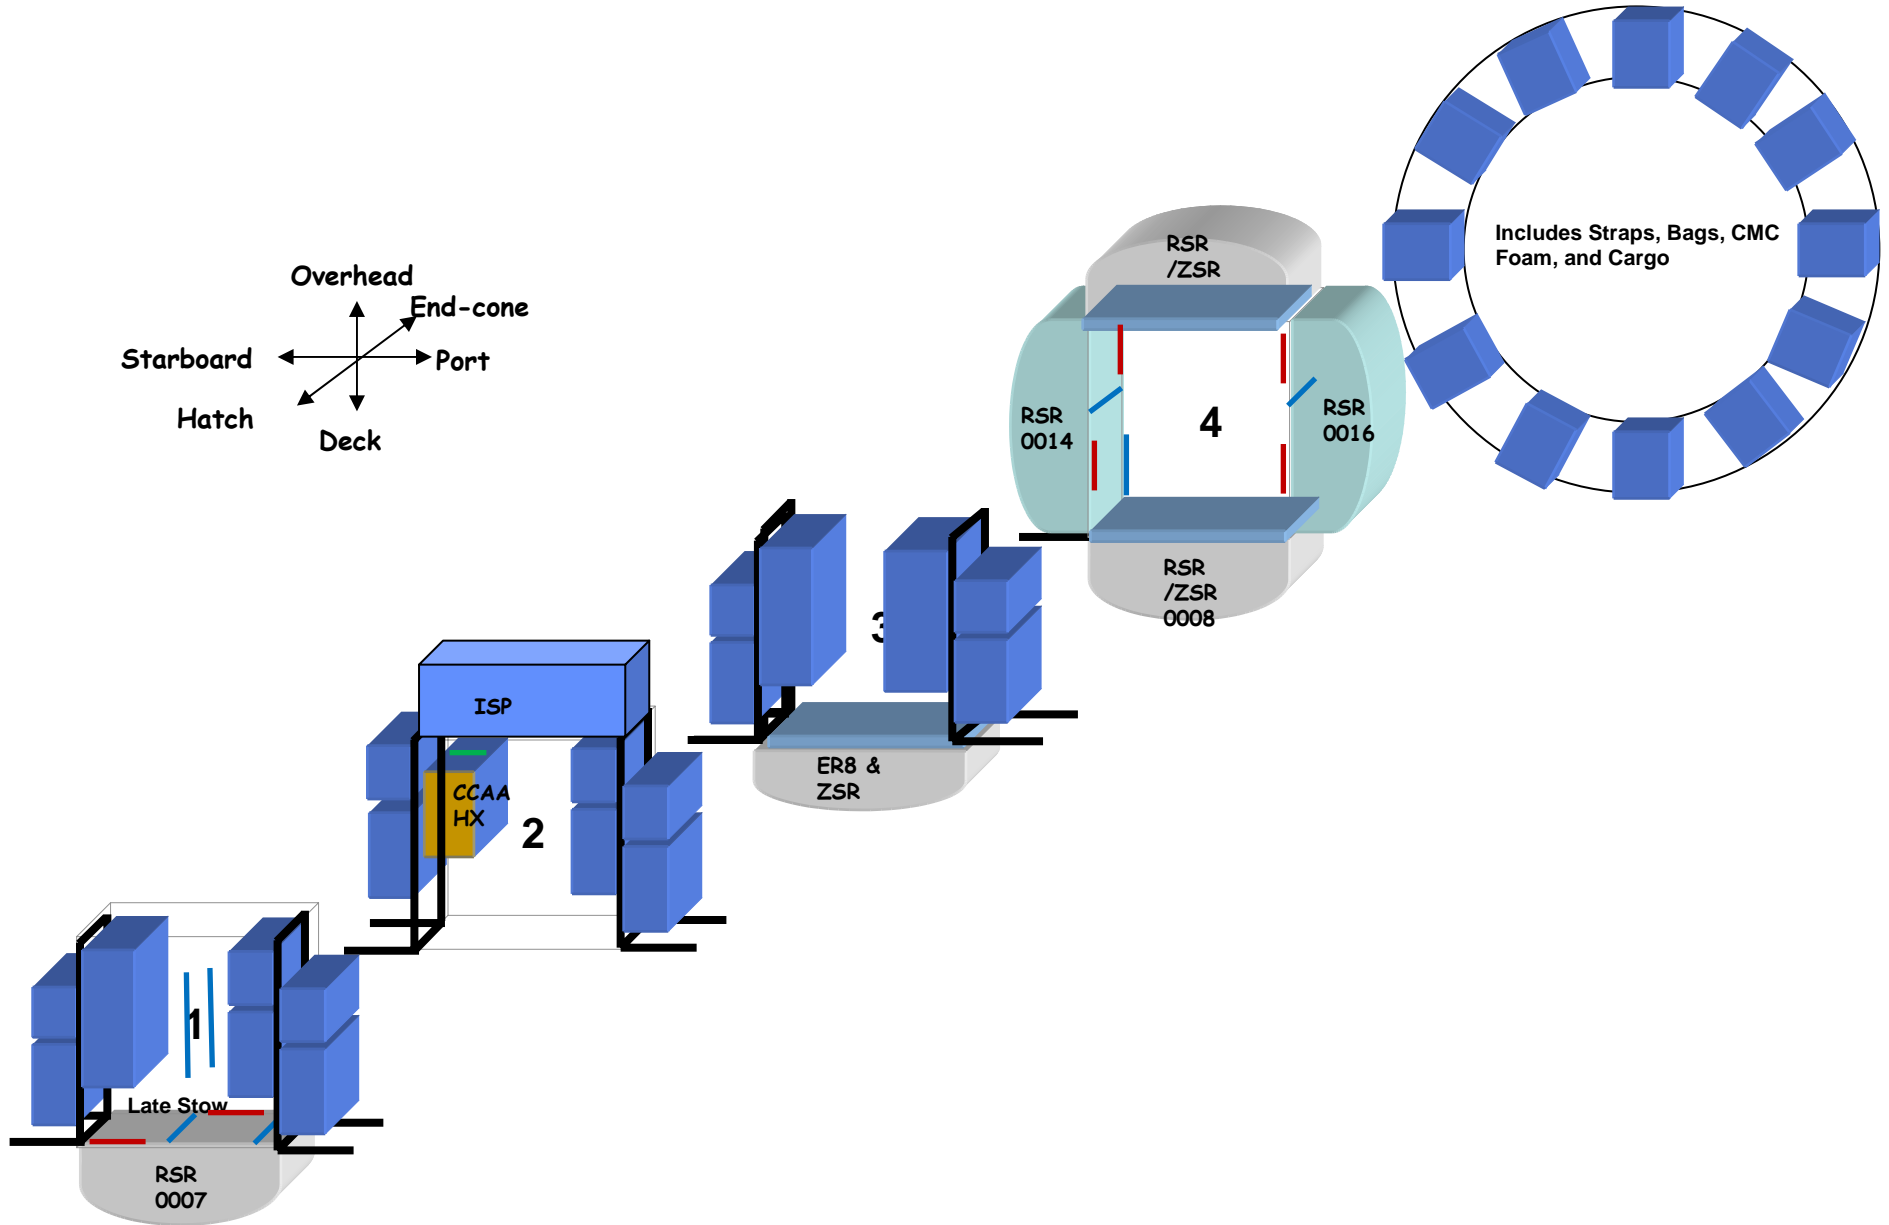 Includes Straps, Bags, CMC
Foam, and Cargo
RSR
/ZSR
Overhead
End-cone
Starboard
Port
Hatch
Deck
RSR
0014
4
RSR
0016
RSR
/ZSR
0008
3
ISP
ER8 &
ZSR
CCAA
HX
2
1
Late Stow
RSR
0007